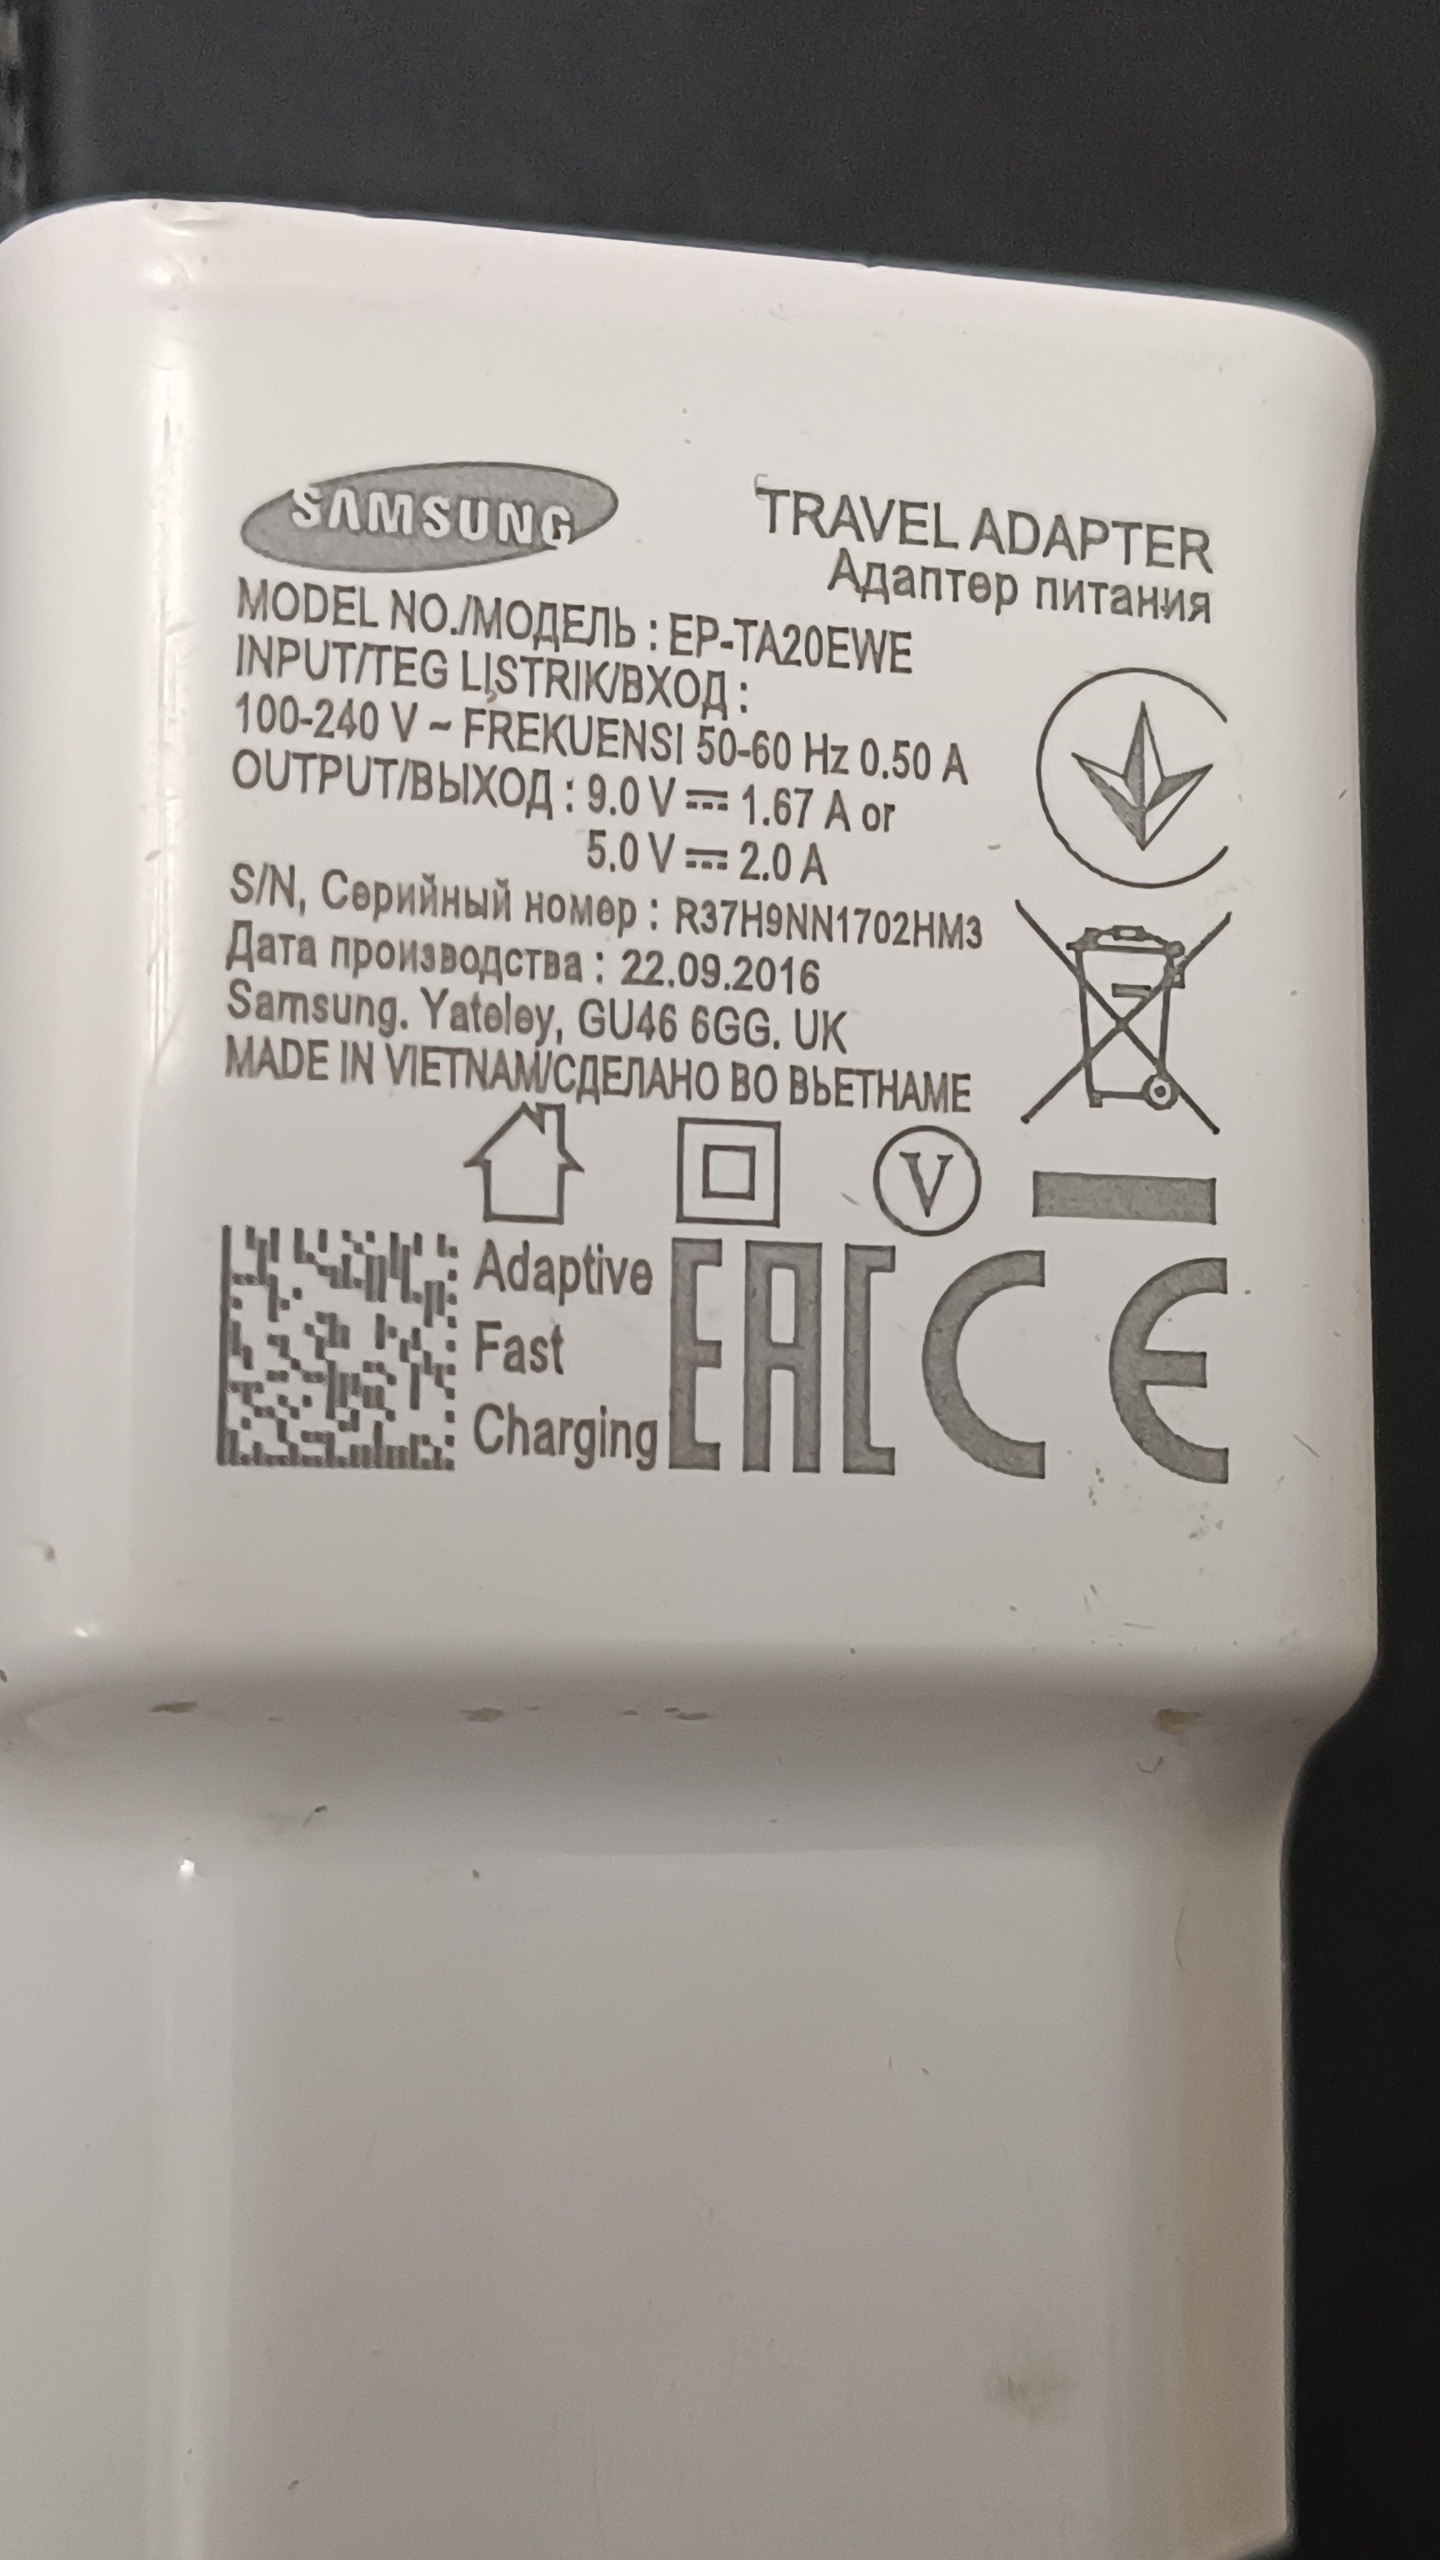 SAMSUNG
TRAVEL ADAPTER
Адаптер питания
MODEL NO./МОДЕЛЬ : EP-TA20EWE
INPUT/TEG LISTRIK/ВХОД :
100-240 V ~ FREKUENSI 50-60 Hz 0.50 A
OUTPUT/ВЫХОД : 9.0 V ⎓ 1.67 A or
5.0 V ⎓ 2.0 A
S/N, Серийный номер : R37H9NN1702HM3
Дата производства : 22.09.2016
Samsung. Yateley, GU46 6GG. UK
MADE IN VIETNAM/СДЕЛАНО ВО ВЬЕТНАМЕ
V
Adaptive
Fast
Charging
EAC CE